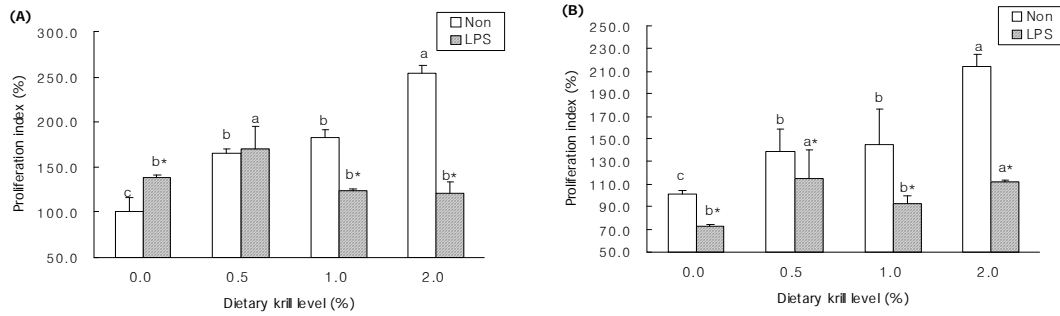 (A)
Non
LPS
300.0
250.0
200.0
150.0
100.0
50.0
Proliferation index (%)
c
b*
b
a
b
b*
a
b*
0.0 0.5 1.0 2.0
Dietary krill level (%)
(B)
Non
LPS
250.0
230.0
210.0
190.0
170.0
150.0
130.0
110.0
90.0
70.0
50.0
Proliferation index (%)
c
b*
b
a*
b
b*
a
a*
0.0 0.5 1.0 2.0
Dietary krill level (%)